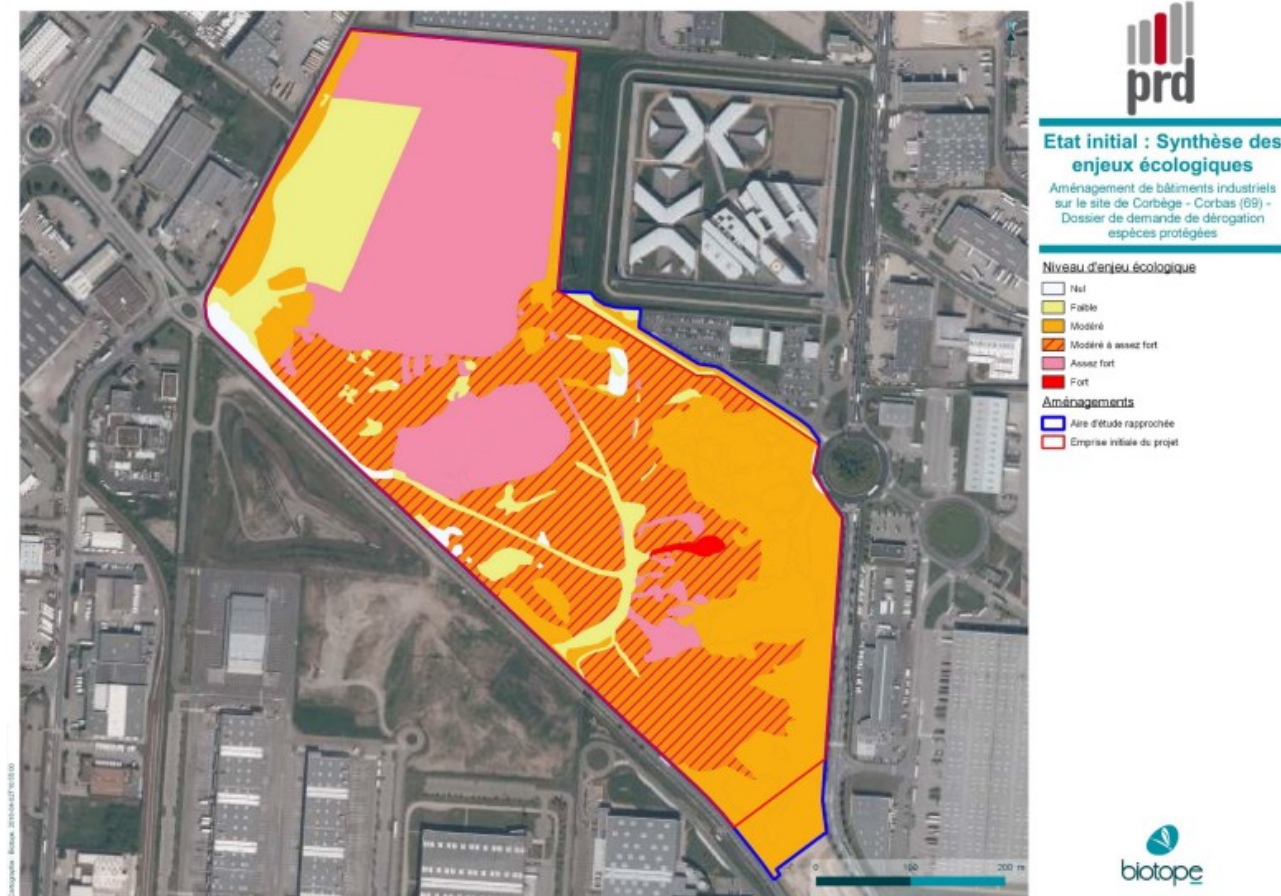 prd
Etat initial : Synthèse des
enjeux écologiques
Aménagement de bâtiments industriels
sur le site de Corbège - Corbas (69) -
Dossier de demande de dérogation
espèces protégées
Niveau d'enjeu écologique
Nul
Faible
Modéré
Modéré à assez fort
Assez fort
Fort
Aménagements
Aire d'étude rapprochée
Emprise initiale du projet
0 100 200 m
biotope